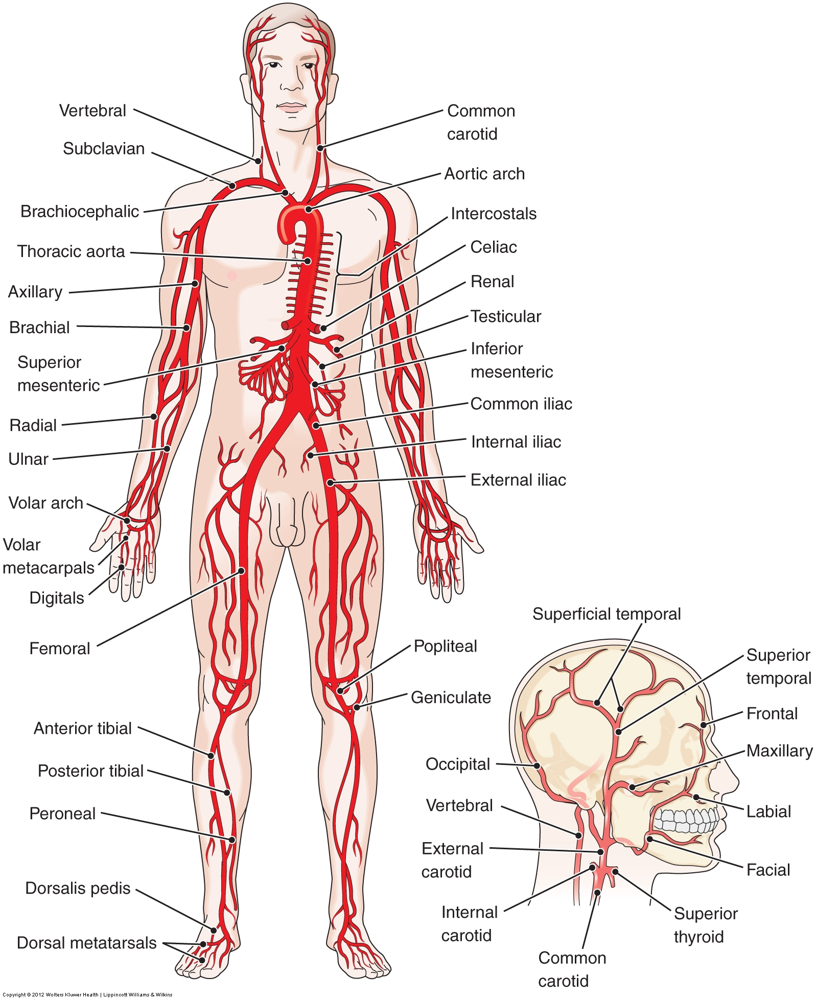 Vertebral
Subclavian
Brachiocephalic
Thoracic aorta
Axillary
Brachial
Superior
mesenteric
Radial
Ulnar
Volar arch
Volar
metacarpals
Digitals
Femoral
Anterior tibial
Posterior tibial
Peroneal
Dorsalis pedis
Dorsal metatarsals
Common
carotid
Aortic arch
Intercostals
Celiac
Renal
Testicular
Inferior
mesenteric
Common iliac
Internal iliac
External iliac
Popliteal
Geniculate
Superficial temporal
Superior
temporal
Frontal
Maxillary
Labial
Facial
Superior
thyroid
Occipital
Vertebral
External
carotid
Internal
carotid
Common
carotid
Copyright © 2012 Wolters Kluwer Health | Lippincott Williams & Wilkins